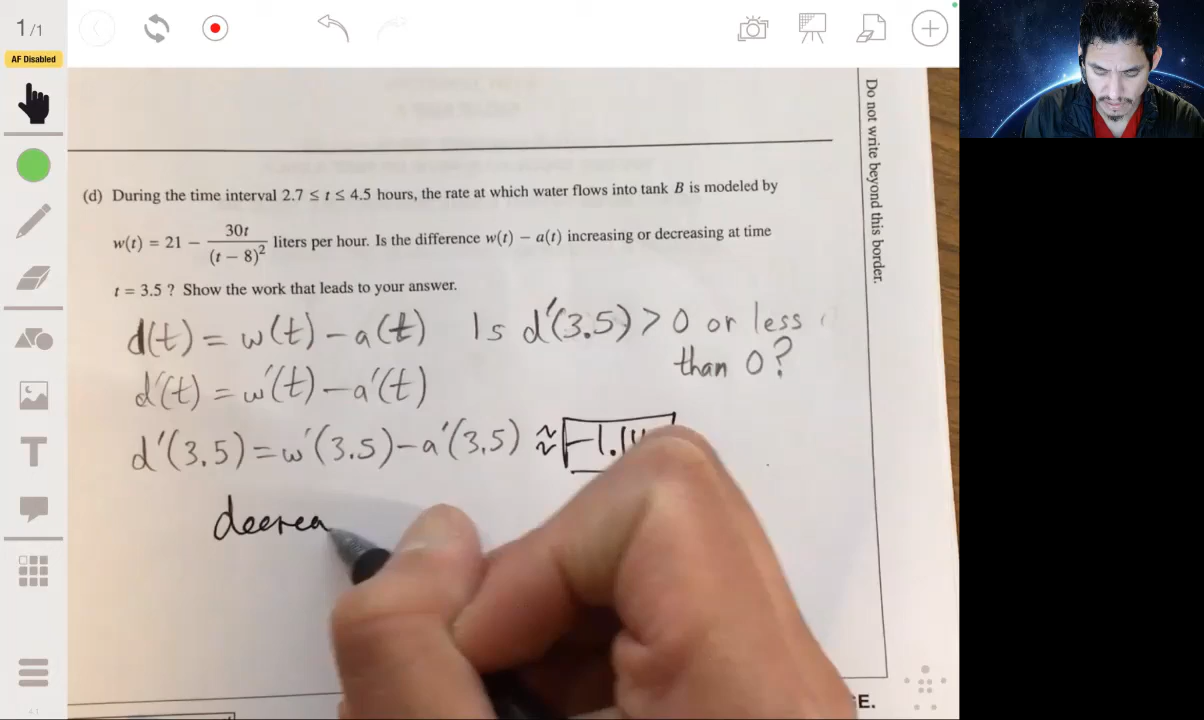 1/1
AF Disabled
T
Do not write beyond this border.
(d) During the time interval 2.7 ≤ t ≤ 4.5 hours, the rate at which water flows into tank B is modeled by
w(t) = 21 − 30t/(t − 8)² liters per hour. Is the difference w(t) − a(t) increasing or decreasing at time
t = 3.5 ? Show the work that leads to your answer.
d(t) = w(t) − a(t) Is d'(3.5) > 0 or less
than 0?
d'(t) = w'(t) − a'(t)
d'(3.5) = w'(3.5) − a'(3.5) ≈ −1.14
decrea
E.